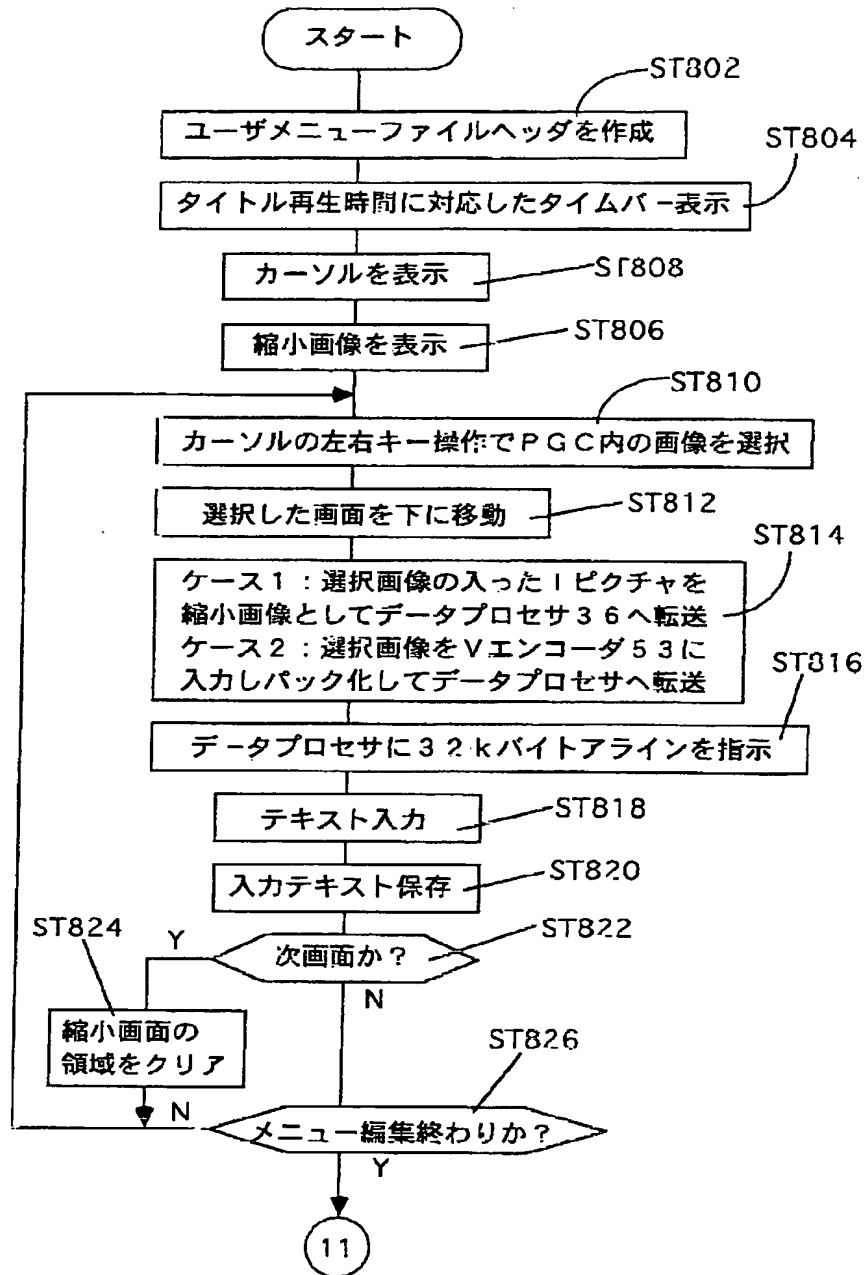 スタート
ST802
ユーザメニューファイルヘッダを作成
ST804
タイトル再生時間に対応したタイムバー表示
カーソルを表示
ST808
縮小画像を表示
ST806
ST810
カーソルの左右キー操作でPGC内の画像を選択
選択した画面を下に移動
ST812
ST814
ケース1:選択画像の入ったIピクチャを
縮小画像としてデータプロセサ36へ転送
ケース2:選択画像をVエンコーダ53に
入力しパック化してデータプロセサへ転送
ST816
データプロセサに32kバイトアラインを指示
テキスト入力
ST818
入力テキスト保存
ST820
ST824
Y
次画面か?
ST822
N
縮小画面の
領域をクリア
ST826
N
メニュー編集終わりか?
Y
11